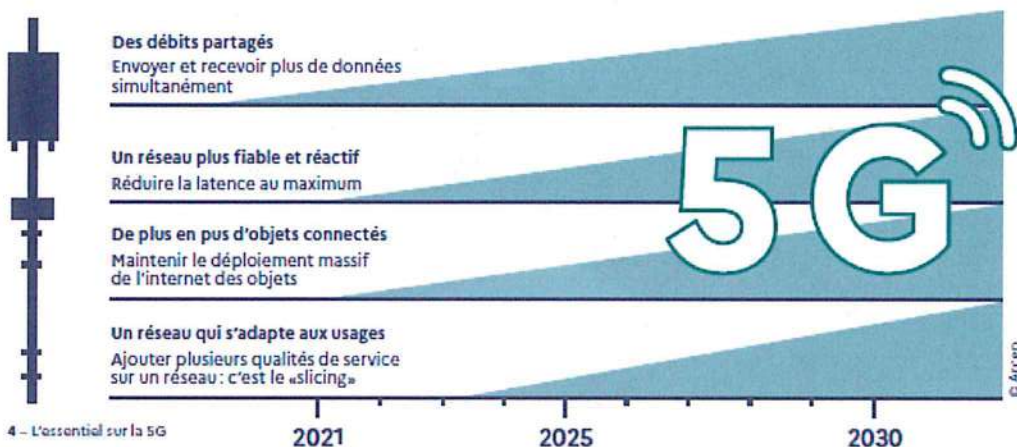 Des débits partagés
Envoyer et recevoir plus de données
simultanément
Un réseau plus fiable et réactif
Réduire la latence au maximum
De plus en pus d'objets connectés
Maintenir le déploiement massif
de l'internet des objets
Un réseau qui s'adapte aux usages
Ajouter plusieurs qualités de service
sur un réseau : c'est le «slicing»
5G
© Arcep
2021
2025
2030
4 – L'essentiel sur la 5G